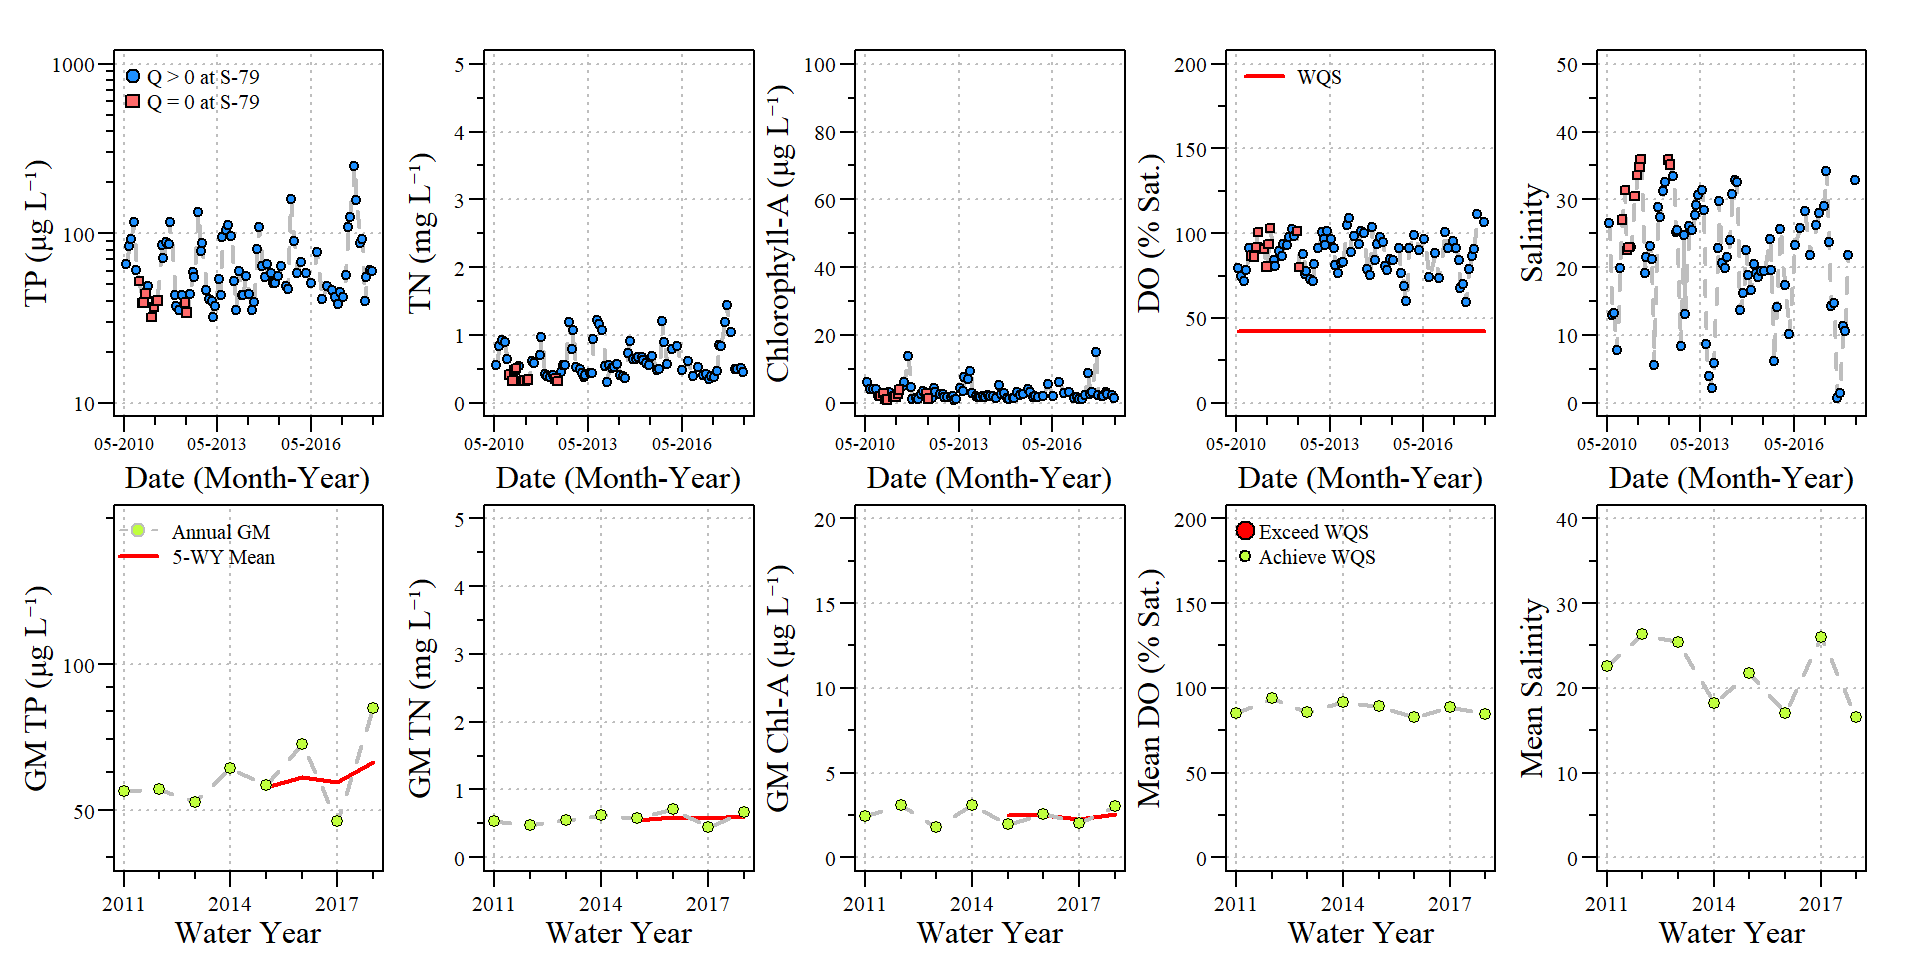 TP (µg L⁻¹)
1000
100
10
Q > 0 at S-79
Q = 0 at S-79
05-2010
05-2013
05-2016
Date (Month-Year)
TN (mg L⁻¹)
5
4
3
2
1
0
05-2010
05-2013
05-2016
Date (Month-Year)
Chlorophyll-A (µg L⁻¹)
100
80
60
40
20
0
05-2010
05-2013
05-2016
Date (Month-Year)
DO (% Sat.)
200
150
100
50
0
WQS
05-2010
05-2013
05-2016
Date (Month-Year)
Salinity
50
40
30
20
10
0
05-2010
05-2013
05-2016
Date (Month-Year)
GM TP (µg L⁻¹)
100
50
Annual GM
5-WY Mean
2011
2014
2017
Water Year
GM TN (mg L⁻¹)
5
4
3
2
1
0
2011
2014
2017
Water Year
GM Chl-A (µg L⁻¹)
20
15
10
5
0
2011
2014
2017
Water Year
Mean DO (% Sat.)
200
150
100
50
0
Exceed WQS
Achieve WQS
2011
2014
2017
Water Year
Mean Salinity
40
30
20
10
0
2011
2014
2017
Water Year